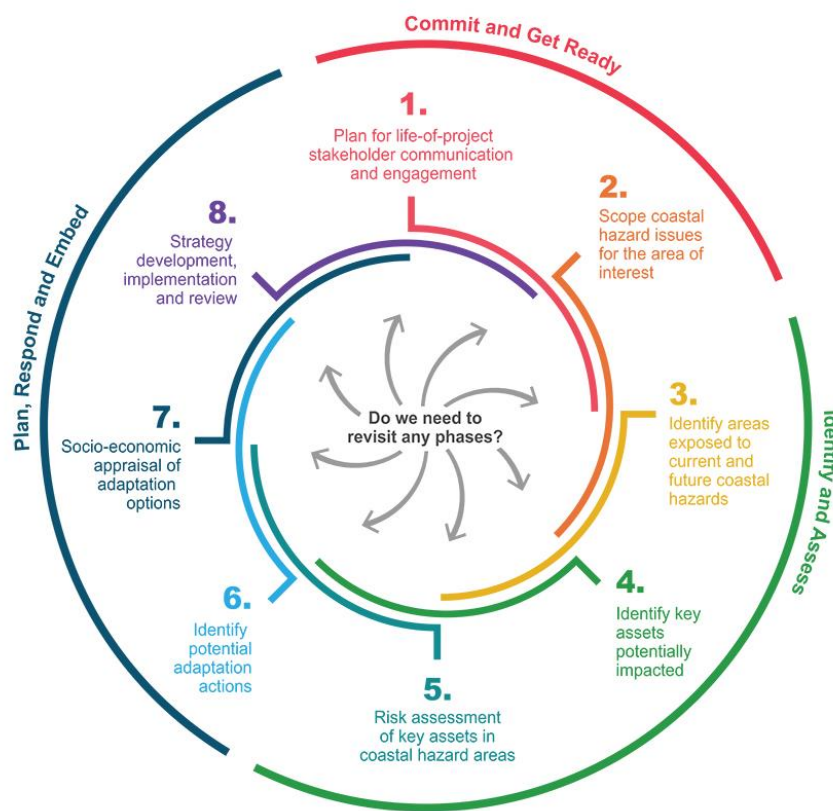 Commit and Get Ready
1.
Plan for life-of-project
stakeholder communication
and engagement
2.
Scope coastal
hazard issues
for the area of
interest
Identify and Assess
3.
Identify areas
exposed to
current and
future coastal
hazards
4.
Identify key
assets
potentially
impacted
5.
Risk assessment
of key assets in
coastal hazard areas
Plan, Respond and Embed
6.
Identify
potential
adaptation
actions
7.
Socio-economic
appraisal of
adaptation
options
8.
Strategy
development,
implementation
and review
Do we need to
revisit any phases?